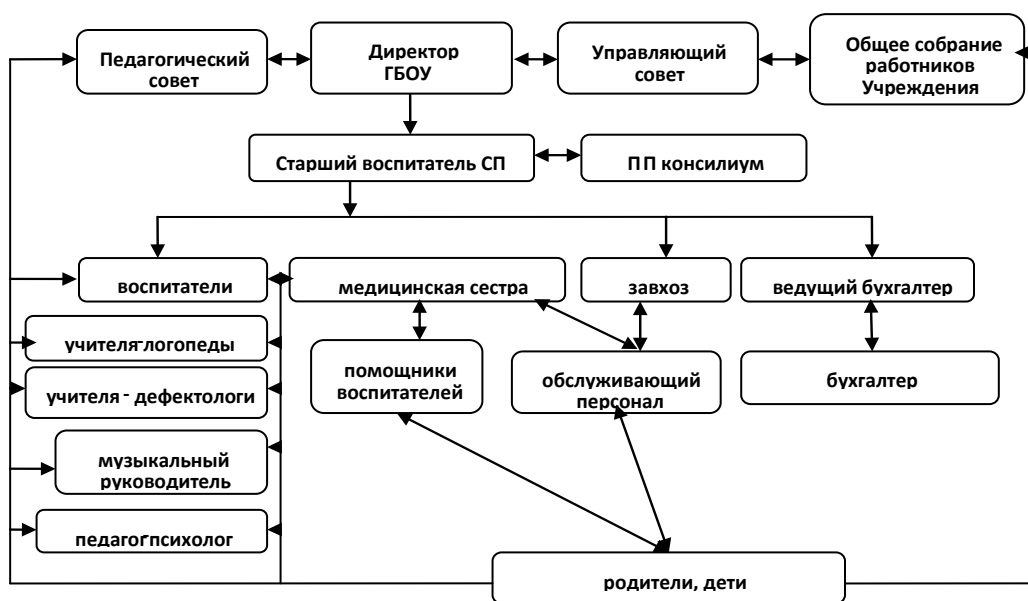 Педагогический
совет
Директор
ГБОУ
Управляющий
совет
Общее собрание
работников
Учреждения
Старший воспитатель СП
ПП консилиум
воспитатели
медицинская сестра
завхоз
ведущий бухгалтер
учителя-логопеды
помощники
воспитателей
обслуживающий
персонал
бухгалтер
учителя - дефектологи
музыкальный
руководитель
педагог-психолог
родители, дети